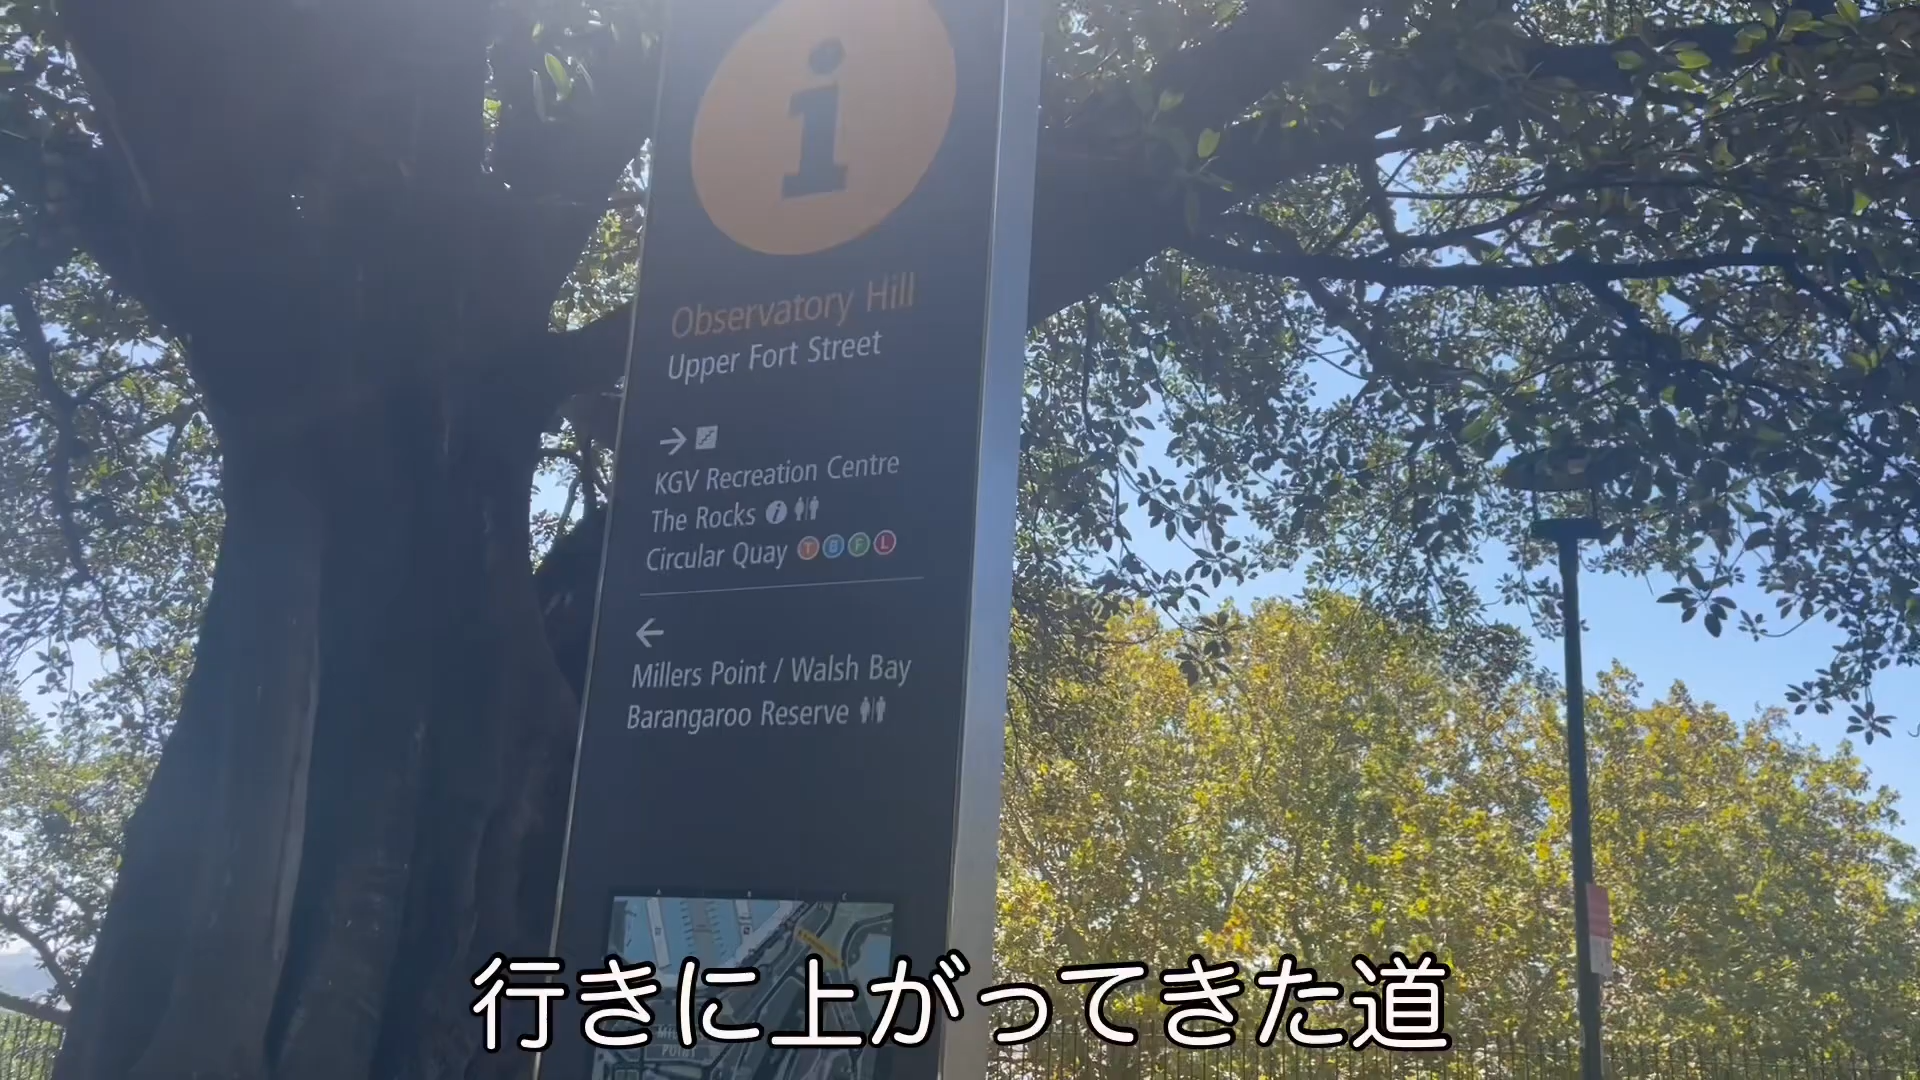 i
Observatory Hill
Upper Fort Street
KGV Recreation Centre
The Rocks i
Circular Quay T B F L
Millers Point / Walsh Bay
Barangaroo Reserve
A B C
行きに上がってきた道